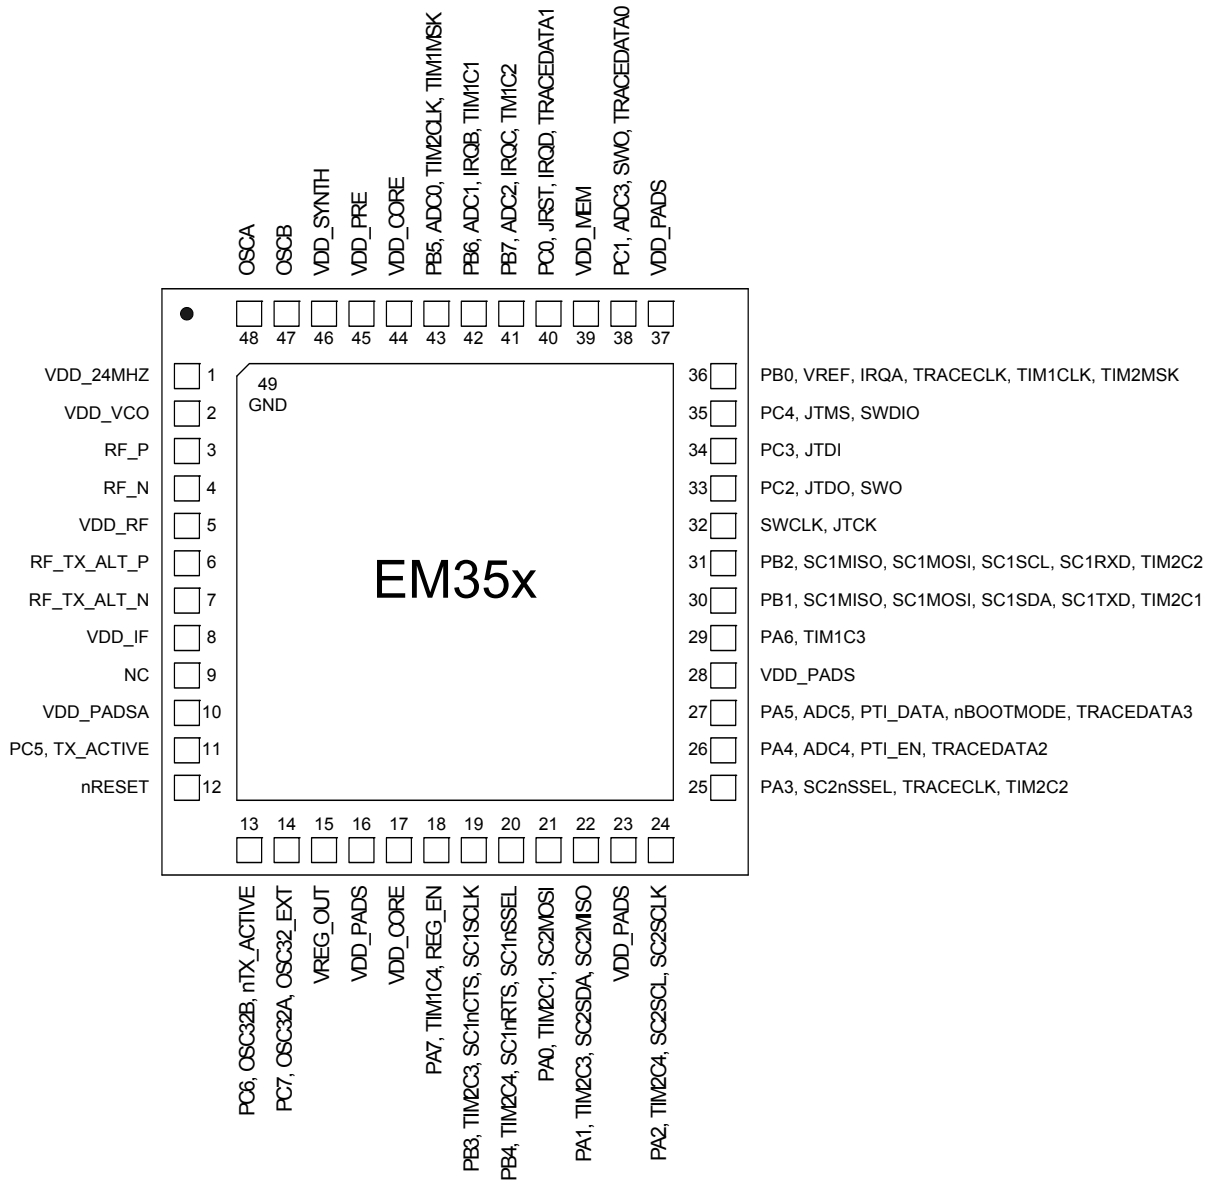 OSCA
OSCB
VDD_SYNTH
VDD_PRE
VDD_CORE
PB5, ADC0, TIM2CLK, TIM1MSK
PB6, ADC1, IRQB, TIM1C1
PB7, ADC2, IRQC, TM1C2
PC0, JRST, IRQD, TRACEDATA1
VDD_MEM
PC1, ADC3, SWO, TRACEDATA0
VDD_PADS
48 47 46 45 44 43 42 41 40 39 38 37
VDD_24MHZ 1
VDD_VCO 2
RF_P 3
RF_N 4
VDD_RF 5
RF_TX_ALT_P 6
RF_TX_ALT_N 7
VDD_IF 8
NC 9
VDD_PADSA 10
PC5, TX_ACTIVE 11
nRESET 12
49
GND
EM35x
36 PB0, VREF, IRQA, TRACECLK, TIM1CLK, TIM2MSK
35 PC4, JTMS, SWDIO
34 PC3, JTDI
33 PC2, JTDO, SWO
32 SWCLK, JTCK
31 PB2, SC1MISO, SC1MOSI, SC1SCL, SC1RXD, TIM2C2
30 PB1, SC1MISO, SC1MOSI, SC1SDA, SC1TXD, TIM2C1
29 PA6, TIM1C3
28 VDD_PADS
27 PA5, ADC5, PTI_DATA, nBOOTMODE, TRACEDATA3
26 PA4, ADC4, PTI_EN, TRACEDATA2
25 PA3, SC2nSSEL, TRACECLK, TIM2C2
13 14 15 16 17 18 19 20 21 22 23 24
PC6, OSC32B, nTX_ACTIVE
PC7, OSC32A, OSC32_EXT
VREG_OUT
VDD_PADS
VDD_CORE
PA7, TIM1C4, REG_EN
PB3, TIM2C3, SC1nCTS, SC1SCLK
PB4, TIM2C4, SC1nRTS, SC1nSSEL
PA0, TIM2C1, SC2MOSI
PA1, TIM2C3, SC2SDA, SC2MISO
VDD_PADS
PA2, TIM2C4, SC2SCL, SC2SCLK